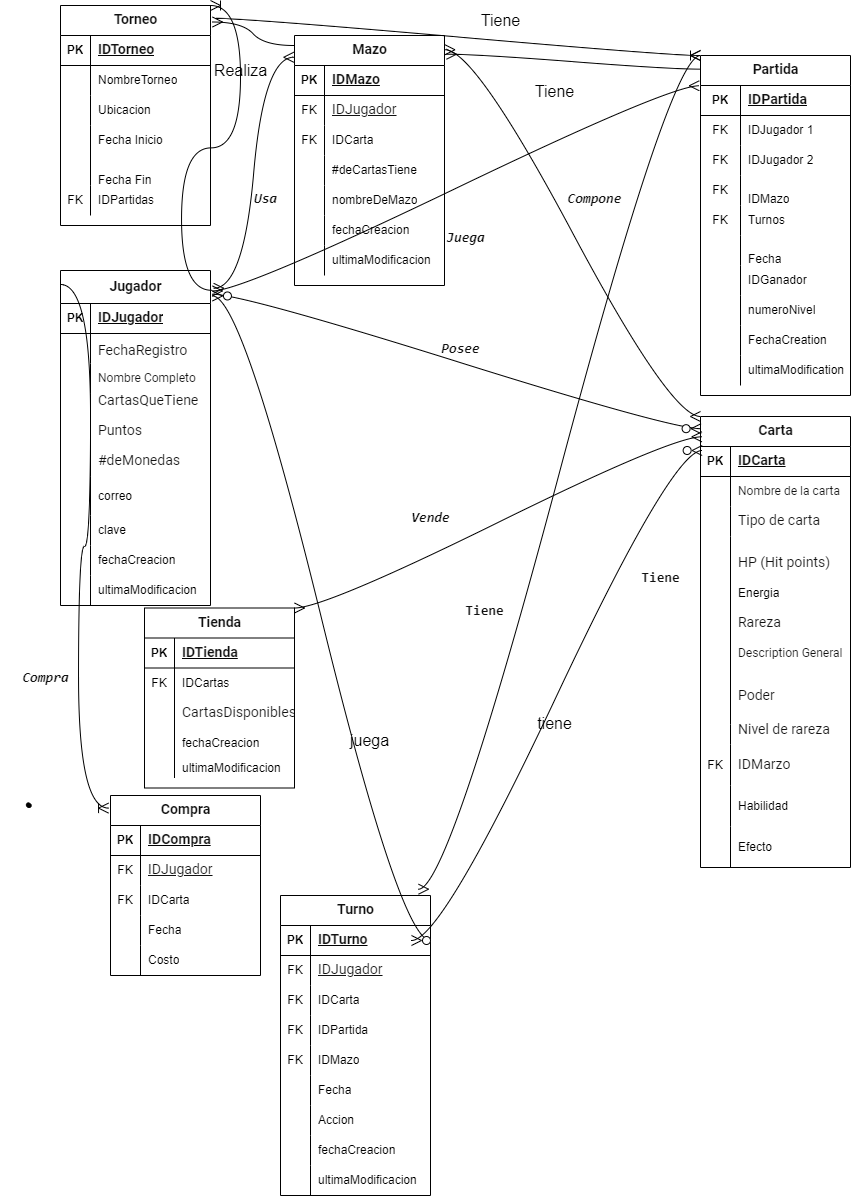 Torneo
PK IDTorneo
NombreTorneo
Ubicacion
Fecha Inicio
Fecha Fin
FK IDPartidas
Tiene
Realiza
Tiene
Mazo
PK IDMazo
FK IDJugador
FK IDCarta
#deCartasTiene
nombreDeMazo
fechaCreacion
ultimaModificacion
Usa
Juega
Compone
Partida
PK IDPartida
FK IDJugador 1
FK IDJugador 2
FK IDMazo
FK Turnos
Fecha
IDGanador
numeroNivel
FechaCreation
ultimaModification
Jugador
PK IDJugador
FechaRegistro
Nombre Completo
CartasQueTiene
Puntos
#deMonedas
correo
clave
fechaCreacion
ultimaModificacion
Posee
Vende
Tiene
Tiene
tiene
juega
Compra
Carta
PK IDCarta
Nombre de la carta
Tipo de carta
HP (Hit points)
Energia
Rareza
Description General
Poder
Nivel de rareza
FK IDMarzo
Habilidad
Efecto
Tienda
PK IDTienda
FK IDCartas
CartasDisponibles
fechaCreacion
ultimaModificacion
Compra
PK IDCompra
FK IDJugador
FK IDCarta
Fecha
Costo
Turno
PK IDTurno
FK IDJugador
FK IDCarta
FK IDPartida
FK IDMazo
Fecha
Accion
fechaCreacion
ultimaModificacion